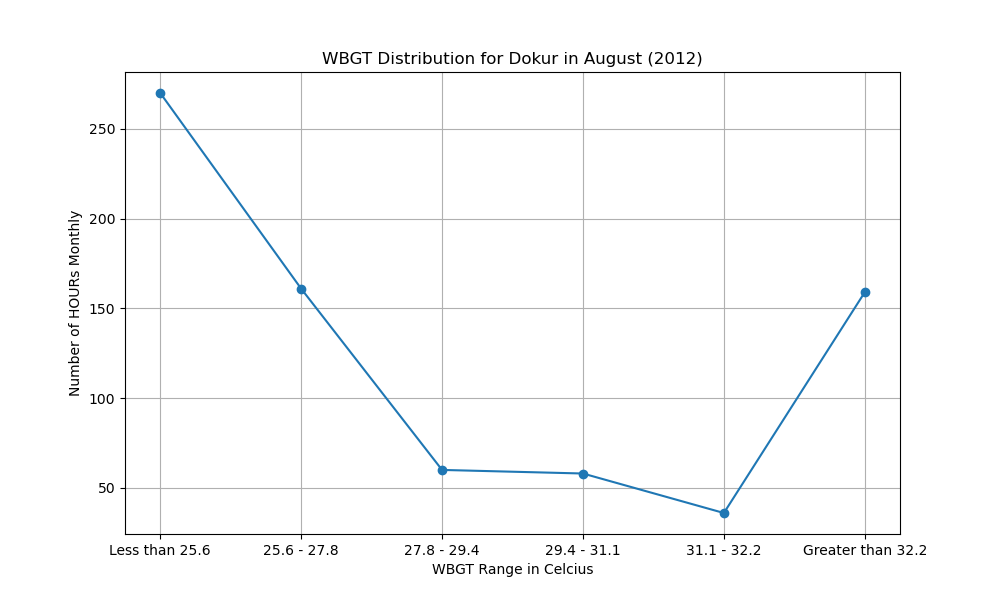 WBGT Distribution for Dokur in August (2012)
Number of HOURs Monthly
250
200
150
100
50
Less than 25.6
25.6 - 27.8
27.8 - 29.4
29.4 - 31.1
31.1 - 32.2
Greater than 32.2
WBGT Range in Celcius